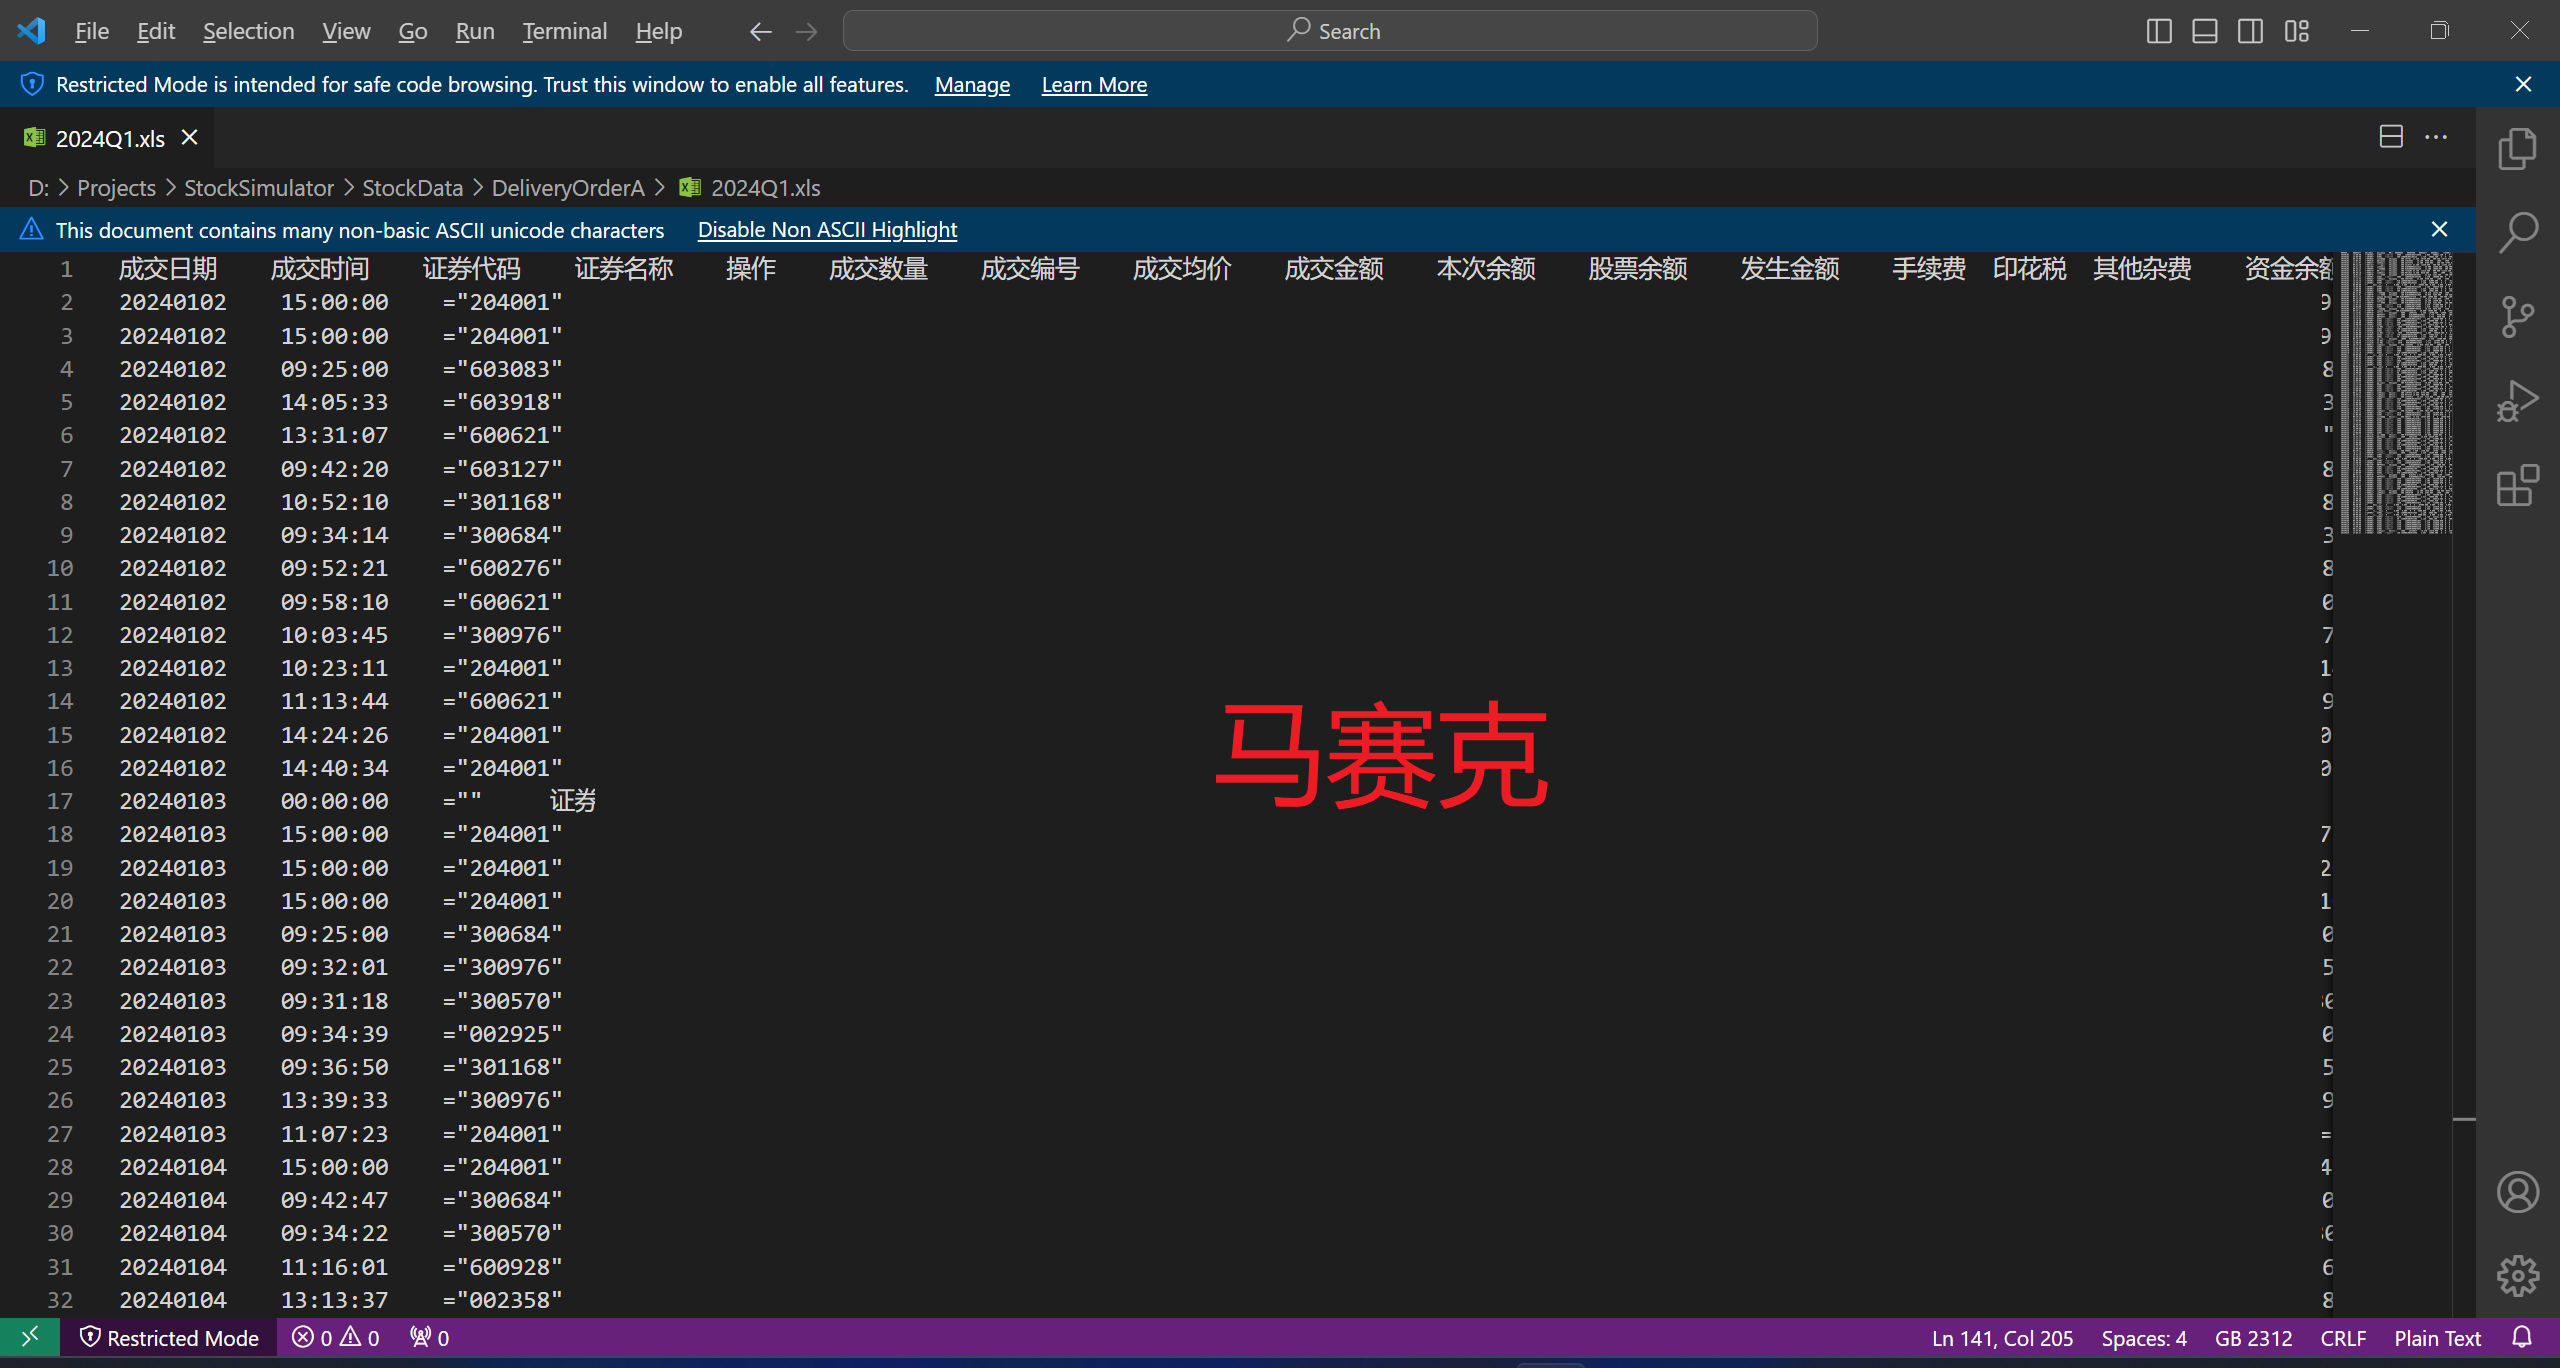 File Edit Selection View Go Run Terminal Help Search
Restricted Mode is intended for safe code browsing. Trust this window to enable all features. Manage Learn More
2024Q1.xls
D: > Projects > StockSimulator > StockData > DeliveryOrderA > 2024Q1.xls
This document contains many non-basic ASCII unicode characters Disable Non ASCII Highlight
1 成交日期 成交时间 证券代码 证券名称 操作 成交数量 成交编号 成交均价 成交金额 本次余额 股票余额 发生金额 手续费 印花税 其他杂费 资金余额
2 20240102 15:00:00 ="204001" 9
3 20240102 15:00:00 ="204001" 9
4 20240102 09:25:00 ="603083" 8
5 20240102 14:05:33 ="603918" 3
6 20240102 13:31:07 ="600621" "
7 20240102 09:42:20 ="603127" 8
8 20240102 10:52:10 ="301168" 8
9 20240102 09:34:14 ="300684" 3
10 20240102 09:52:21 ="600276" 8
11 20240102 09:58:10 ="600621" 0
12 20240102 10:03:45 ="300976" 7
13 20240102 10:23:11 ="204001" 1
14 20240102 11:13:44 ="600621" 9
15 20240102 14:24:26 ="204001" 0
16 20240102 14:40:34 ="204001" 0
马赛克
17 20240103 00:00:00 ="" 证券
18 20240103 15:00:00 ="204001" 7
19 20240103 15:00:00 ="204001" 2
20 20240103 15:00:00 ="204001" 1
21 20240103 09:25:00 ="300684" 0
22 20240103 09:32:01 ="300976" 5
23 20240103 09:31:18 ="300570" 0
24 20240103 09:34:39 ="002925" 0
25 20240103 09:36:50 ="301168" 5
26 20240103 13:39:33 ="300976" 9
27 20240103 11:07:23 ="204001" =
28 20240104 15:00:00 ="204001" 4
29 20240104 09:42:47 ="300684" 0
30 20240104 09:34:22 ="300570" 0
31 20240104 11:16:01 ="600928" 6
32 20240104 13:13:37 ="002358" 8
Restricted Mode 0 0 0 Ln 141, Col 205 Spaces: 4 GB 2312 CRLF Plain Text